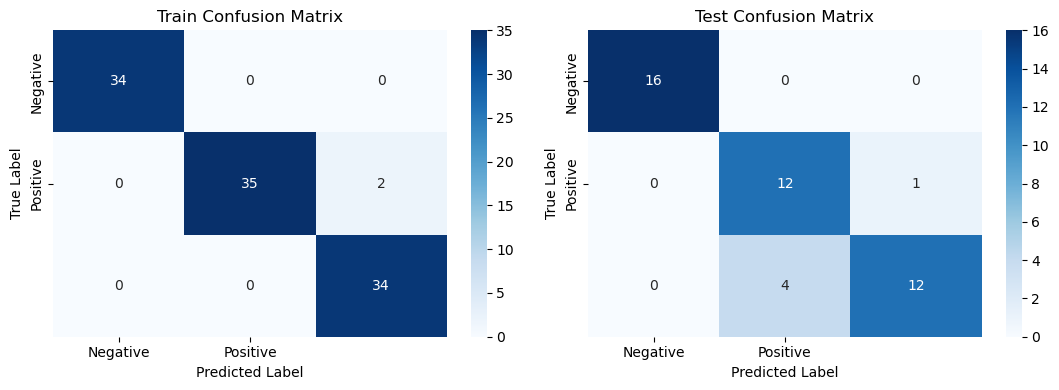 Train Confusion Matrix
Negative
Positive
True Label
34 0 0
0 35 2
0 0 34
Negative Positive
Predicted Label
35
30
25
20
15
10
5
0
Test Confusion Matrix
Negative
Positive
True Label
16 0 0
0 12 1
0 4 12
Negative Positive
Predicted Label
16
14
12
10
8
6
4
2
0